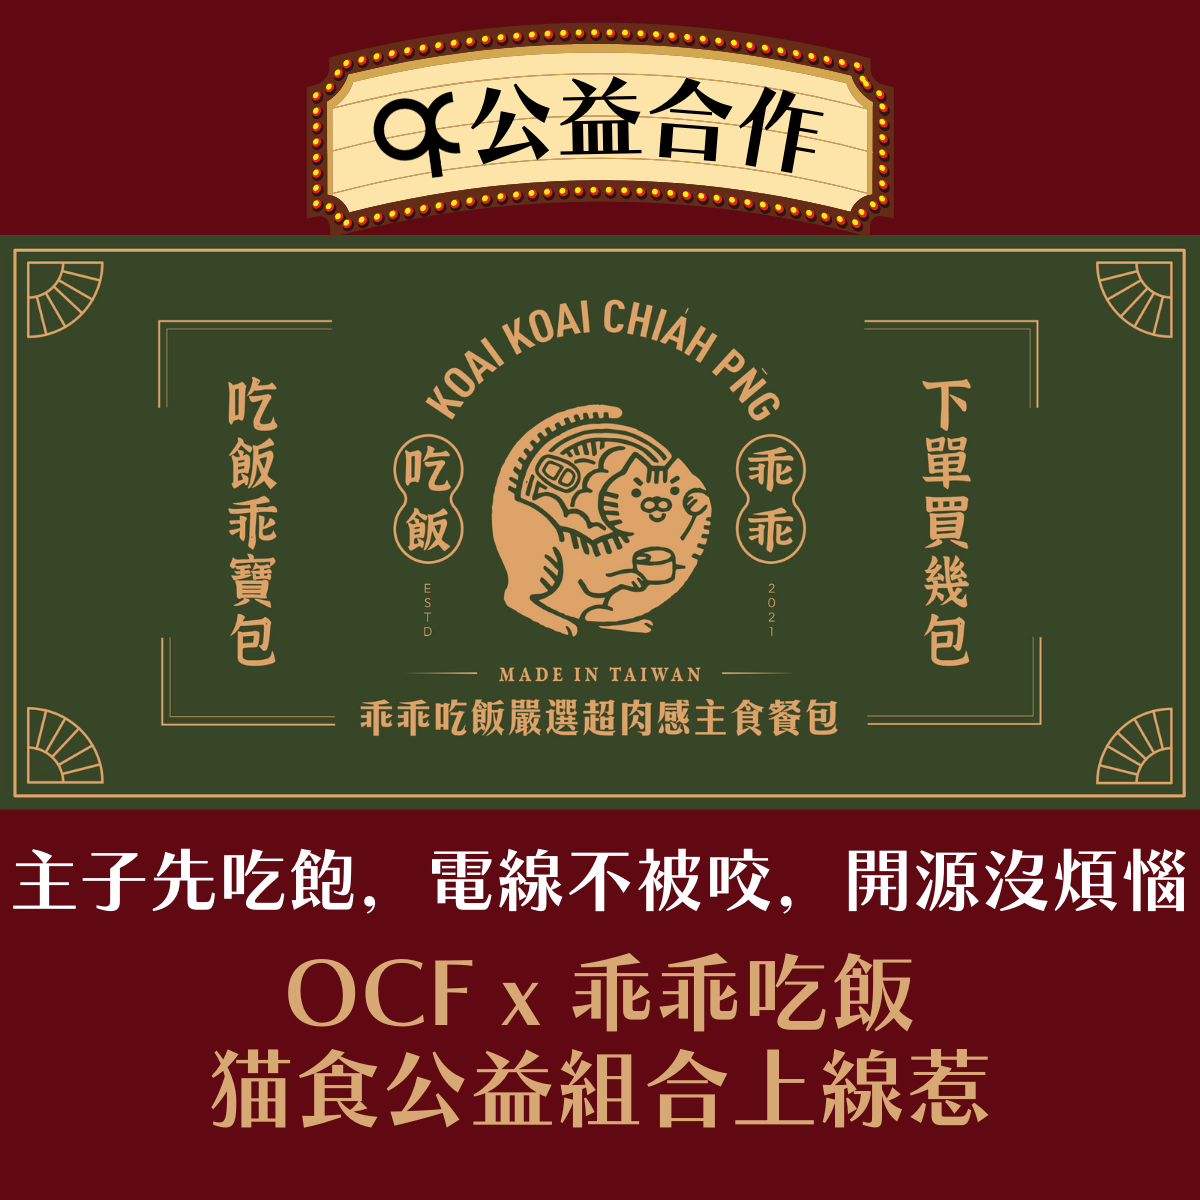 公益合作
KOAI KOAI CHIA̍H PN̄G
吃飯乖寶包
吃飯
乖乖
下單買幾包
ESTD
2021
MADE IN TAIWAN
乖乖吃飯嚴選超肉感主食餐包
主子先吃飽，電線不被咬，開源沒煩惱
OCF x 乖乖吃飯
猫食公益組合上線惹